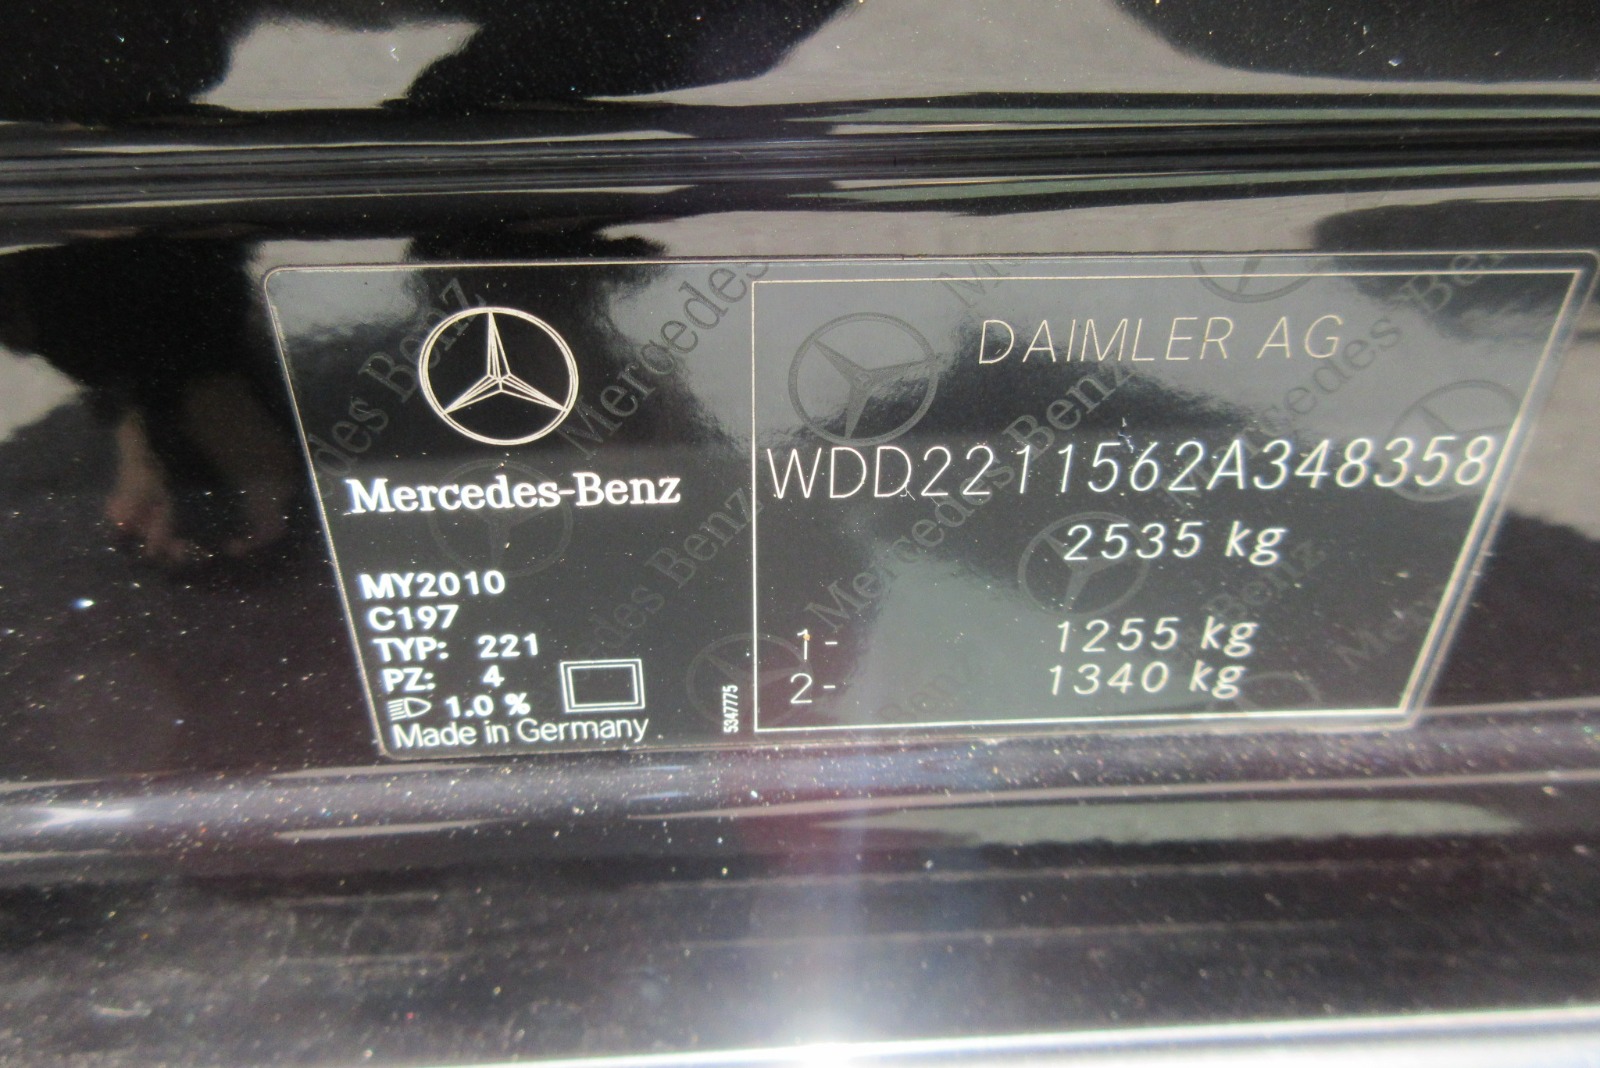 Mercedes-Benz
MY2010
C197
TYP: 221
PZ: 4
1.0 %
Made in Germany
5347775
DAIMLER AG
WDD2211562A348358
2535 kg
1- 1255 kg
2- 1340 kg